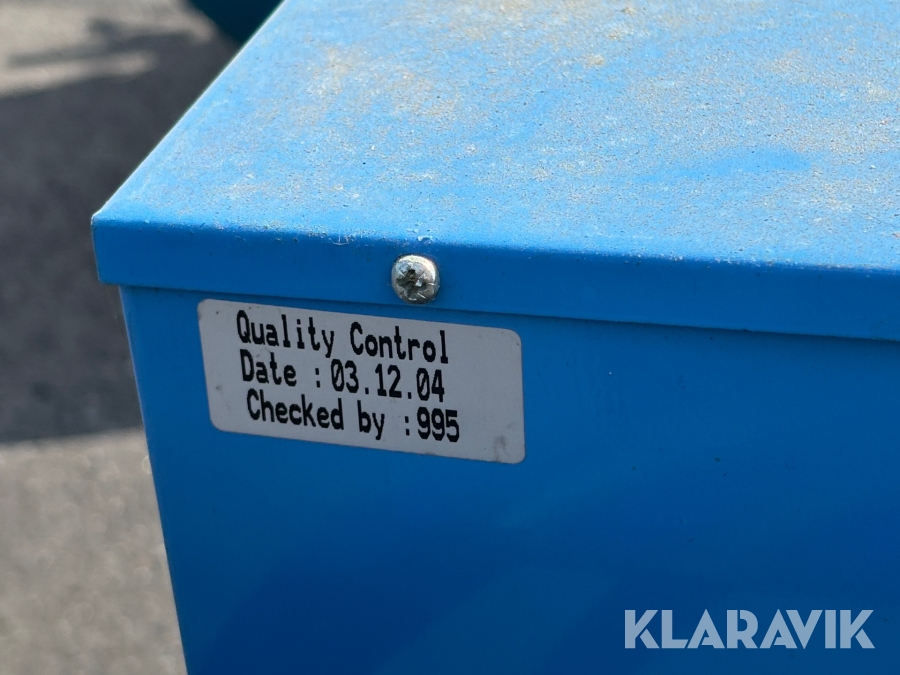 Quality Control
Date : 03.12.04
Checked by : 995
KLARAVIK